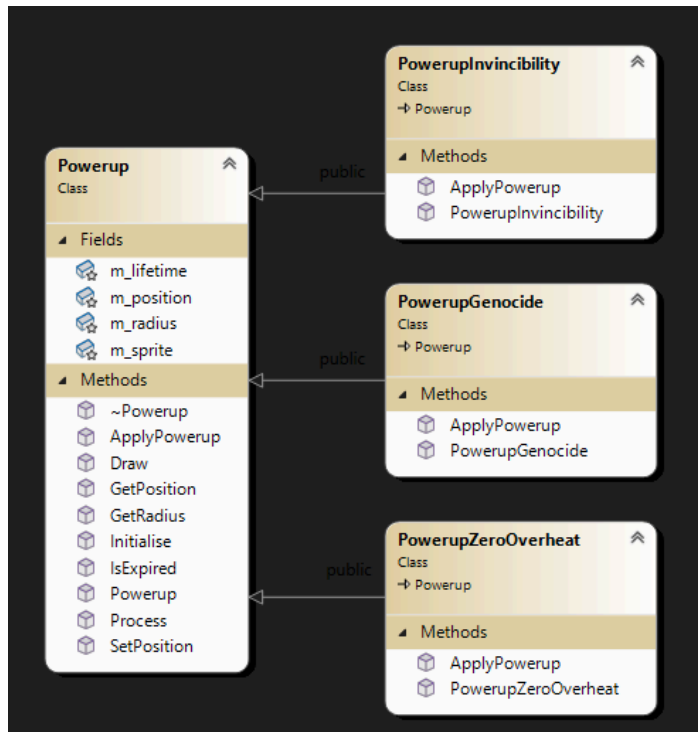 Powerup
Class
Fields
m_lifetime
m_position
m_radius
m_sprite
Methods
~Powerup
ApplyPowerup
Draw
GetPosition
GetRadius
Initialise
IsExpired
Powerup
Process
SetPosition
public
PowerupInvincibility
Class
Powerup
Methods
ApplyPowerup
PowerupInvincibility
public
PowerupGenocide
Class
Powerup
Methods
ApplyPowerup
PowerupGenocide
public
PowerupZeroOverheat
Class
Powerup
Methods
ApplyPowerup
PowerupZeroOverheat